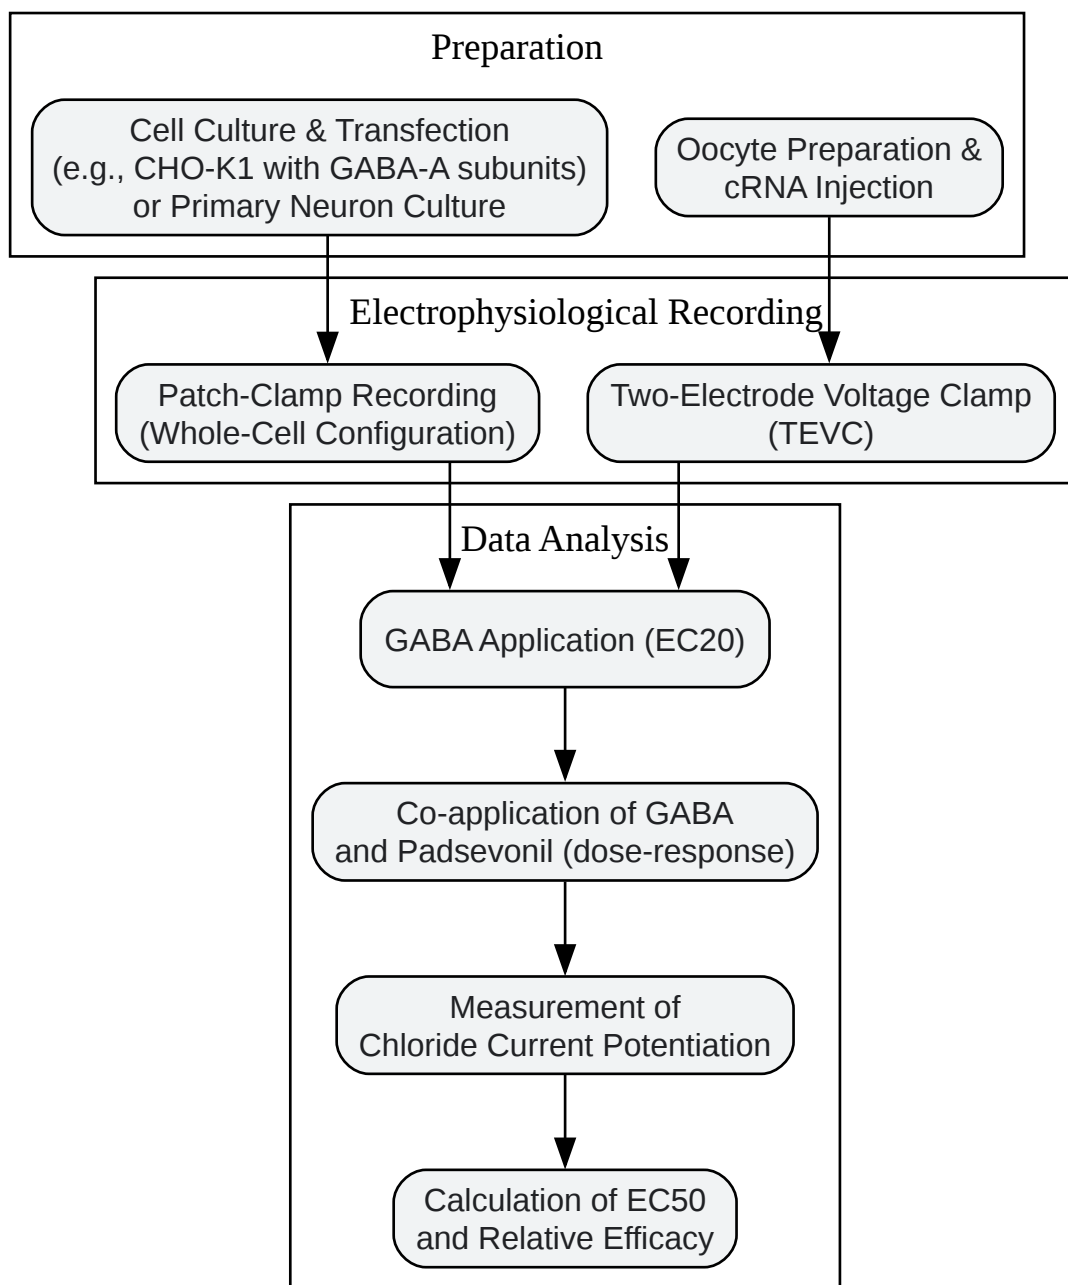 Preparation
Cell Culture & Transfection
(e.g., CHO-K1 with GABA-A subunits)
or Primary Neuron Culture
Oocyte Preparation &
cRNA Injection
Electrophysiological Recording
Patch-Clamp Recording
(Whole-Cell Configuration)
Two-Electrode Voltage Clamp
(TEVC)
Data Analysis
GABA Application (EC20)
Co-application of GABA
and Padsevonil (dose-response)
Measurement of
Chloride Current Potentiation
Calculation of EC50
and Relative Efficacy